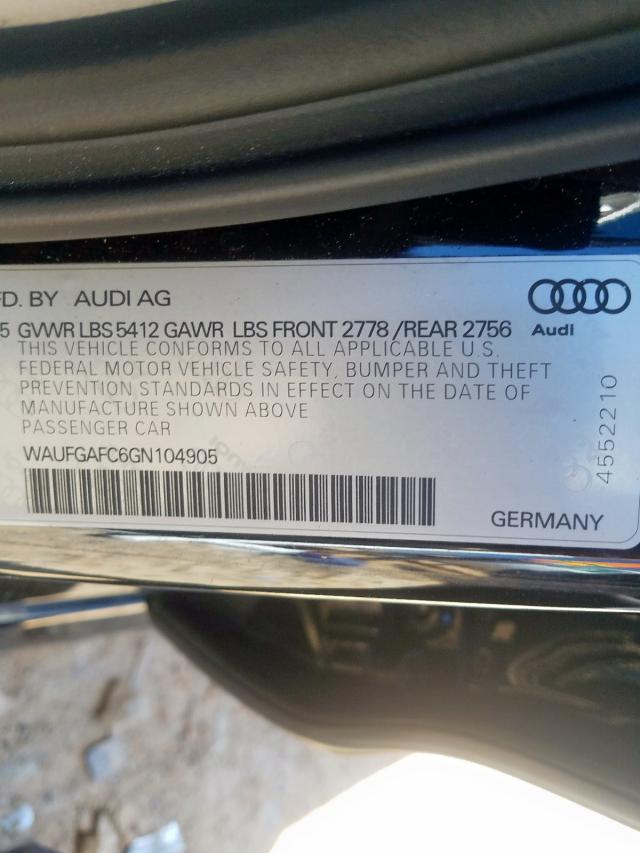 FD. BY AUDI AG
5 GVWR LBS 5412 GAWR LBS FRONT 2778 / REAR 2756
Audi
THIS VEHICLE CONFORMS TO ALL APPLICABLE U.S.
FEDERAL MOTOR VEHICLE SAFETY, BUMPER AND THEFT
PREVENTION STANDARDS IN EFFECT ON THE DATE OF
MANUFACTURE SHOWN ABOVE
PASSENGER CAR
WAUFGAFC6GN104905
4552210
GERMANY